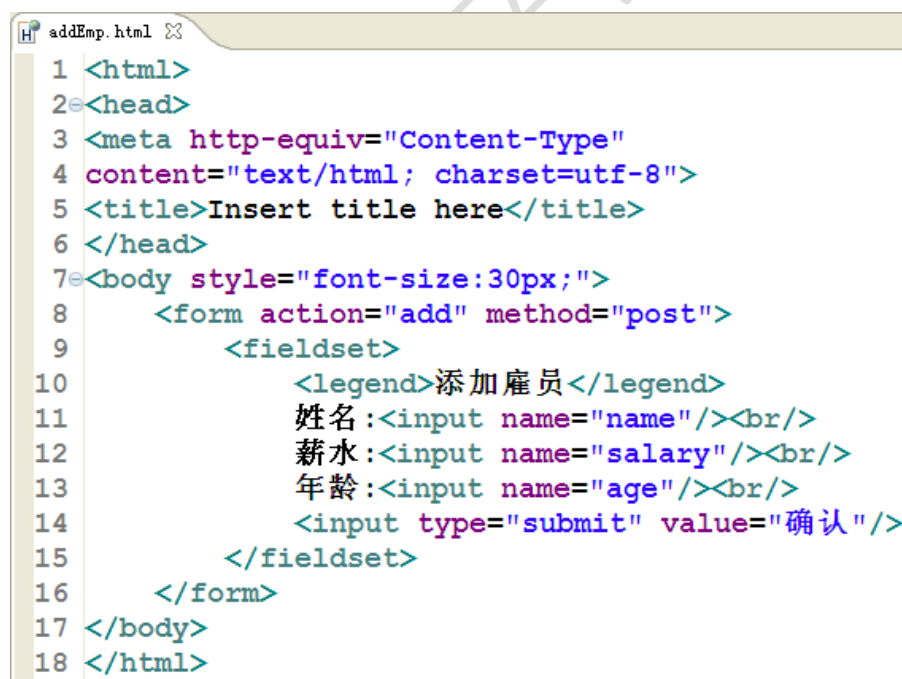 addEmp.html
1 <html>
2 <head>
3 <meta http-equiv="Content-Type"
4 content="text/html; charset=utf-8">
5 <title>Insert title here</title>
6 </head>
7 <body style="font-size:30px;">
8 <form action="add" method="post">
9 <fieldset>
10 <legend>添加雇员</legend>
11 姓名:<input name="name"/><br/>
12 薪水:<input name="salary"/><br/>
13 年龄:<input name="age"/><br/>
14 <input type="submit" value="确认"/>
15 </fieldset>
16 </form>
17 </body>
18 </html>